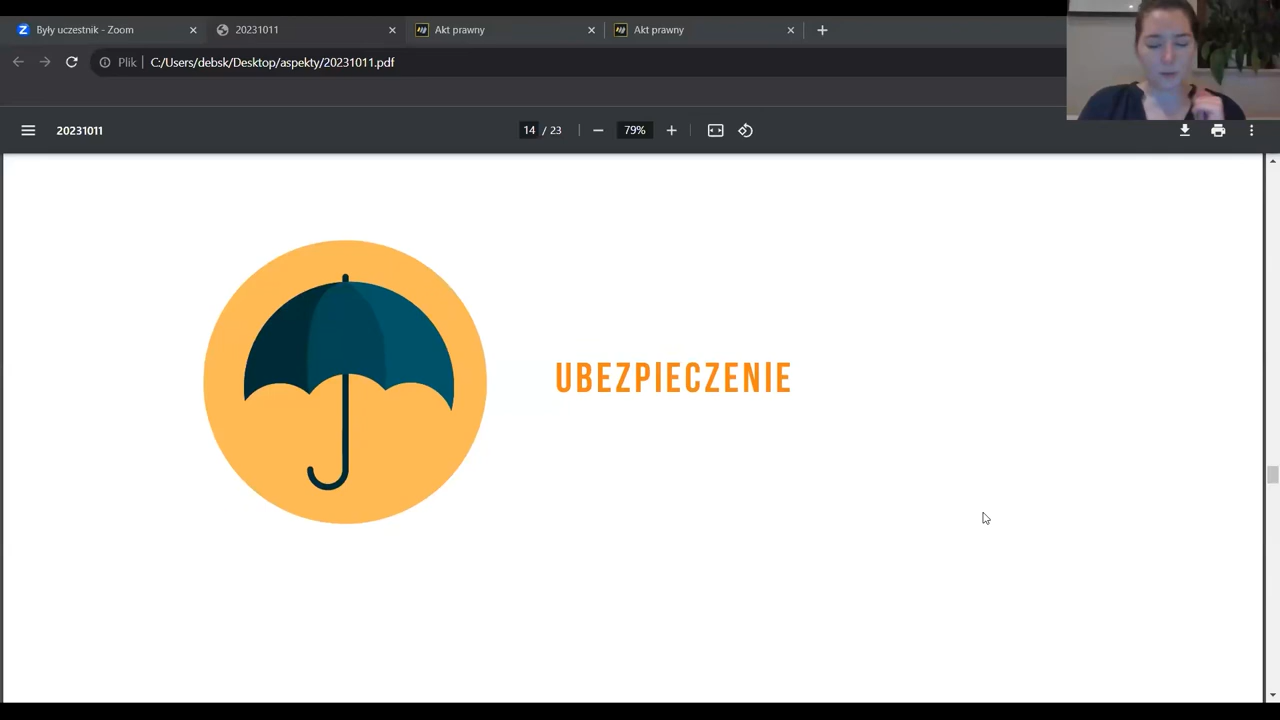 Były uczestnik - Zoom
20231011
Akt prawny
Akt prawny
Plik
C:/Users/debsk/Desktop/aspekty/20231011.pdf
20231011
14 / 23
79%
UBEZPIECZENIE